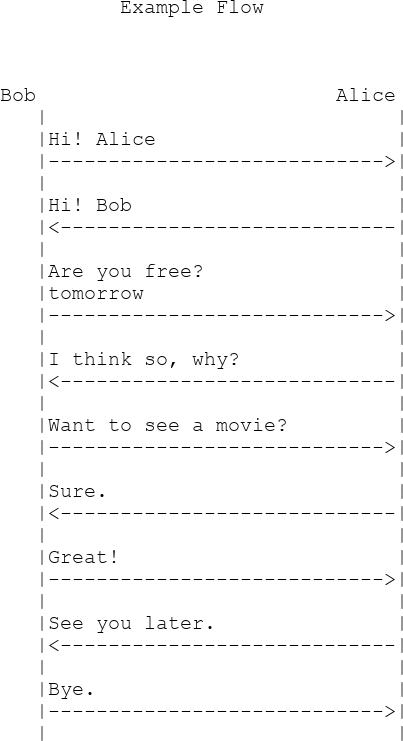 Example Flow
Bob Alice
Hi! Alice
Hi! Bob
Are you free?
tomorrow
I think so, why?
Want to see a movie?
Sure.
Great!
See you later.
Bye.